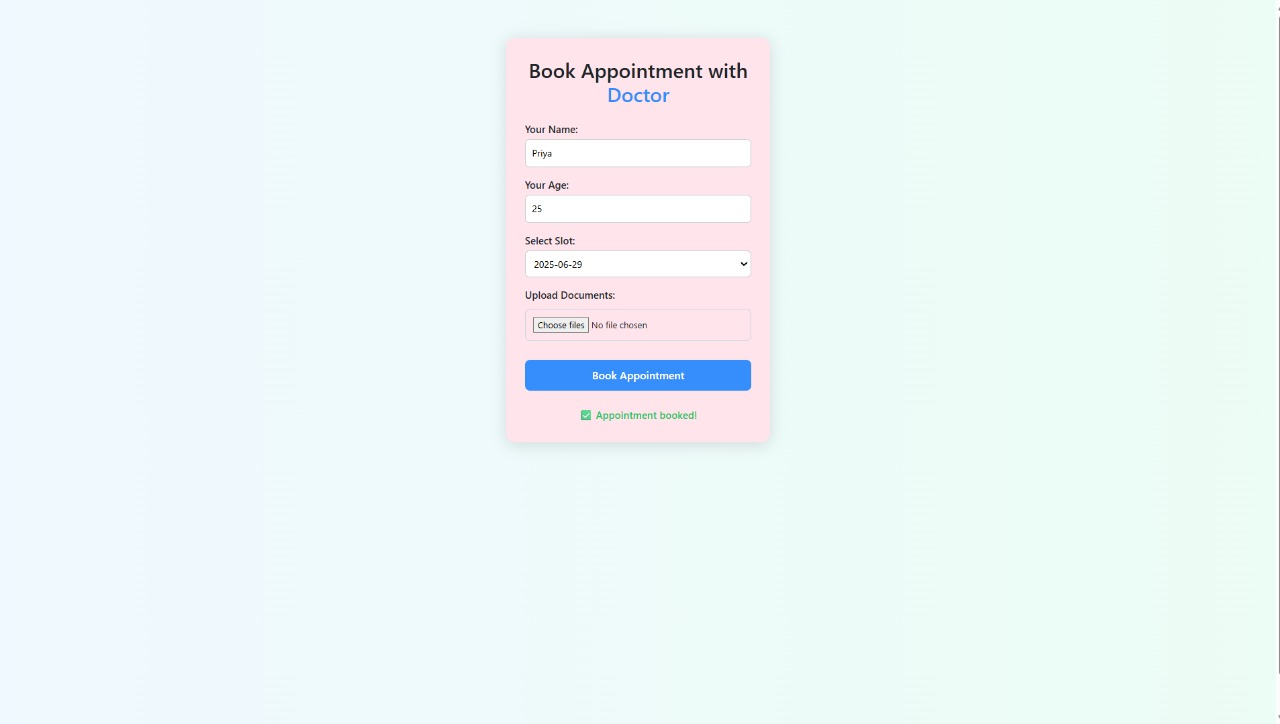 Book Appointment with
Doctor
Your Name:
Priya
Your Age:
25
Select Slot:
2025-06-29
Upload Documents:
Choose files No file chosen
Book Appointment
✅ Appointment booked!